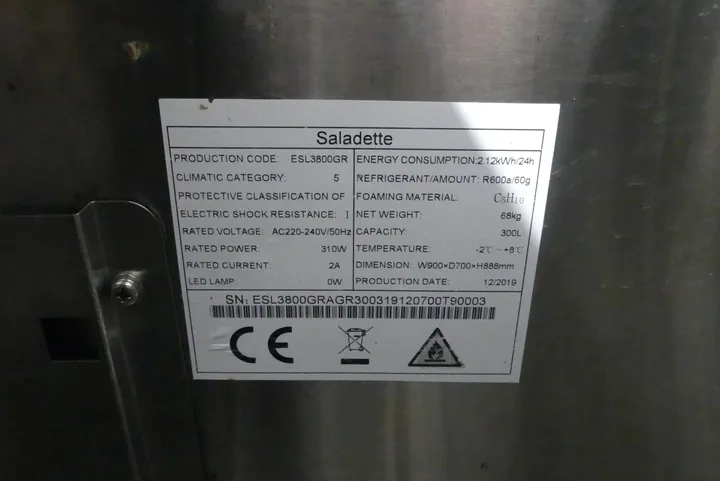 Saladette
PRODUCTION CODE: ESL3800GR
CLIMATIC CATEGORY: 5
PROTECTIVE CLASSIFICATION OF
ELECTRIC SHOCK RESISTANCE: I
RATED VOLTAGE: AC220-240V/50Hz
RATED POWER: 310W
RATED CURRENT: 2A
LED LAMP: 0W
ENERGY CONSUMPTION:2.12kWh/24h
REFRIGERANT/AMOUNT: R600a/60g
FOAMING MATERIAL: C5H10
NET WEIGHT: 68kg
CAPACITY: 300L
TEMPERATURE: -2℃~+8℃
DIMENSION: W900×D700×H888mm
PRODUCTION DATE: 12/2019
SN: ESL3800GRAGR300319120700T90003
CE